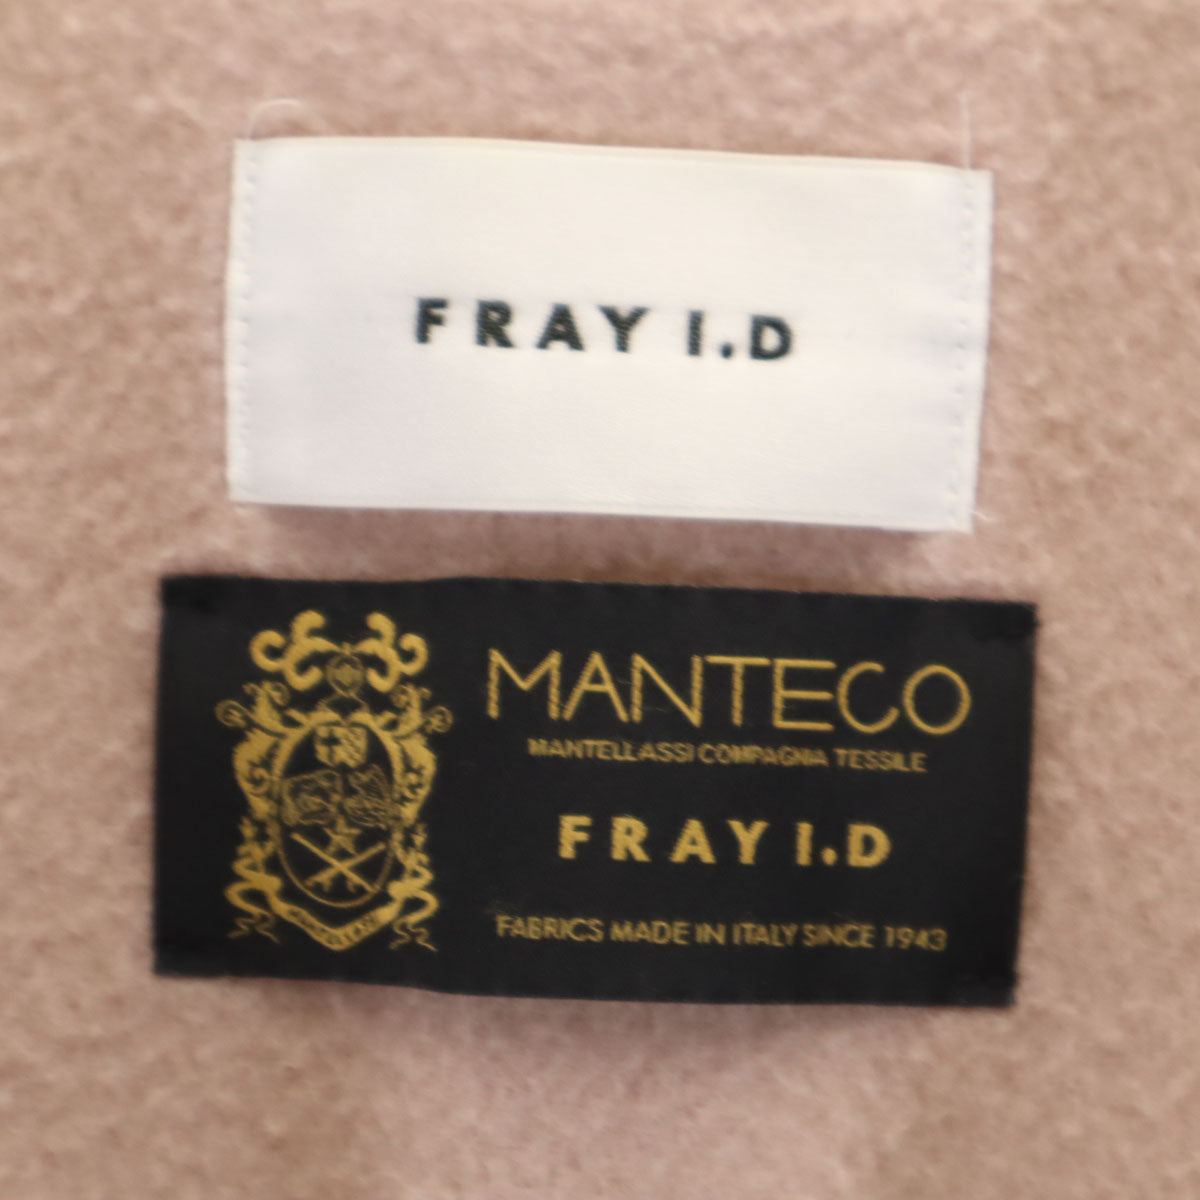 FRAY I.D
MANTECO
MANTELLASSI COMPAGNIA TESSILE
FRAY I.D
FABRICS MADE IN ITALY SINCE 1943